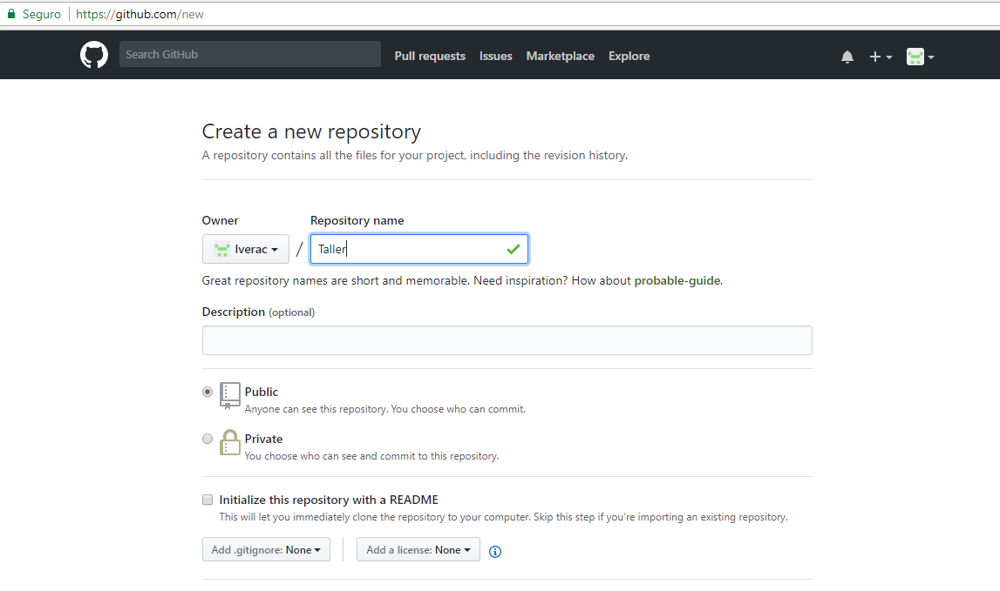 Seguro https://github.com/new
Search GitHub Pull requests Issues Marketplace Explore
Create a new repository
A repository contains all the files for your project, including the revision history.
Owner Repository name
Iverac / Taller
Great repository names are short and memorable. Need inspiration? How about probable-guide.
Description (optional)
Public
Anyone can see this repository. You choose who can commit.
Private
You choose who can see and commit to this repository.
Initialize this repository with a README
This will let you immediately clone the repository to your computer. Skip this step if you're importing an existing repository.
Add .gitignore: None Add a license: None